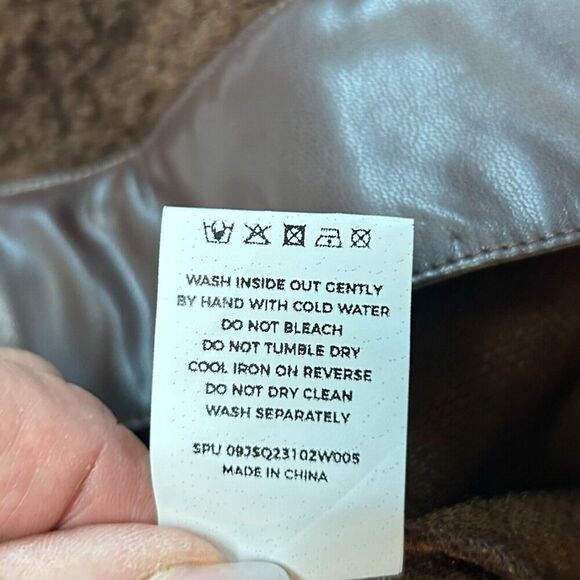 WASH INSIDE OUT GENTLY
BY HAND WITH COLD WATER
DO NOT BLEACH
DO NOT TUMBLE DRY
COOL IRON ON REVERSE
DO NOT DRY CLEAN
WASH SEPARATELY
SPU 09JSQ23102W005
MADE IN CHINA